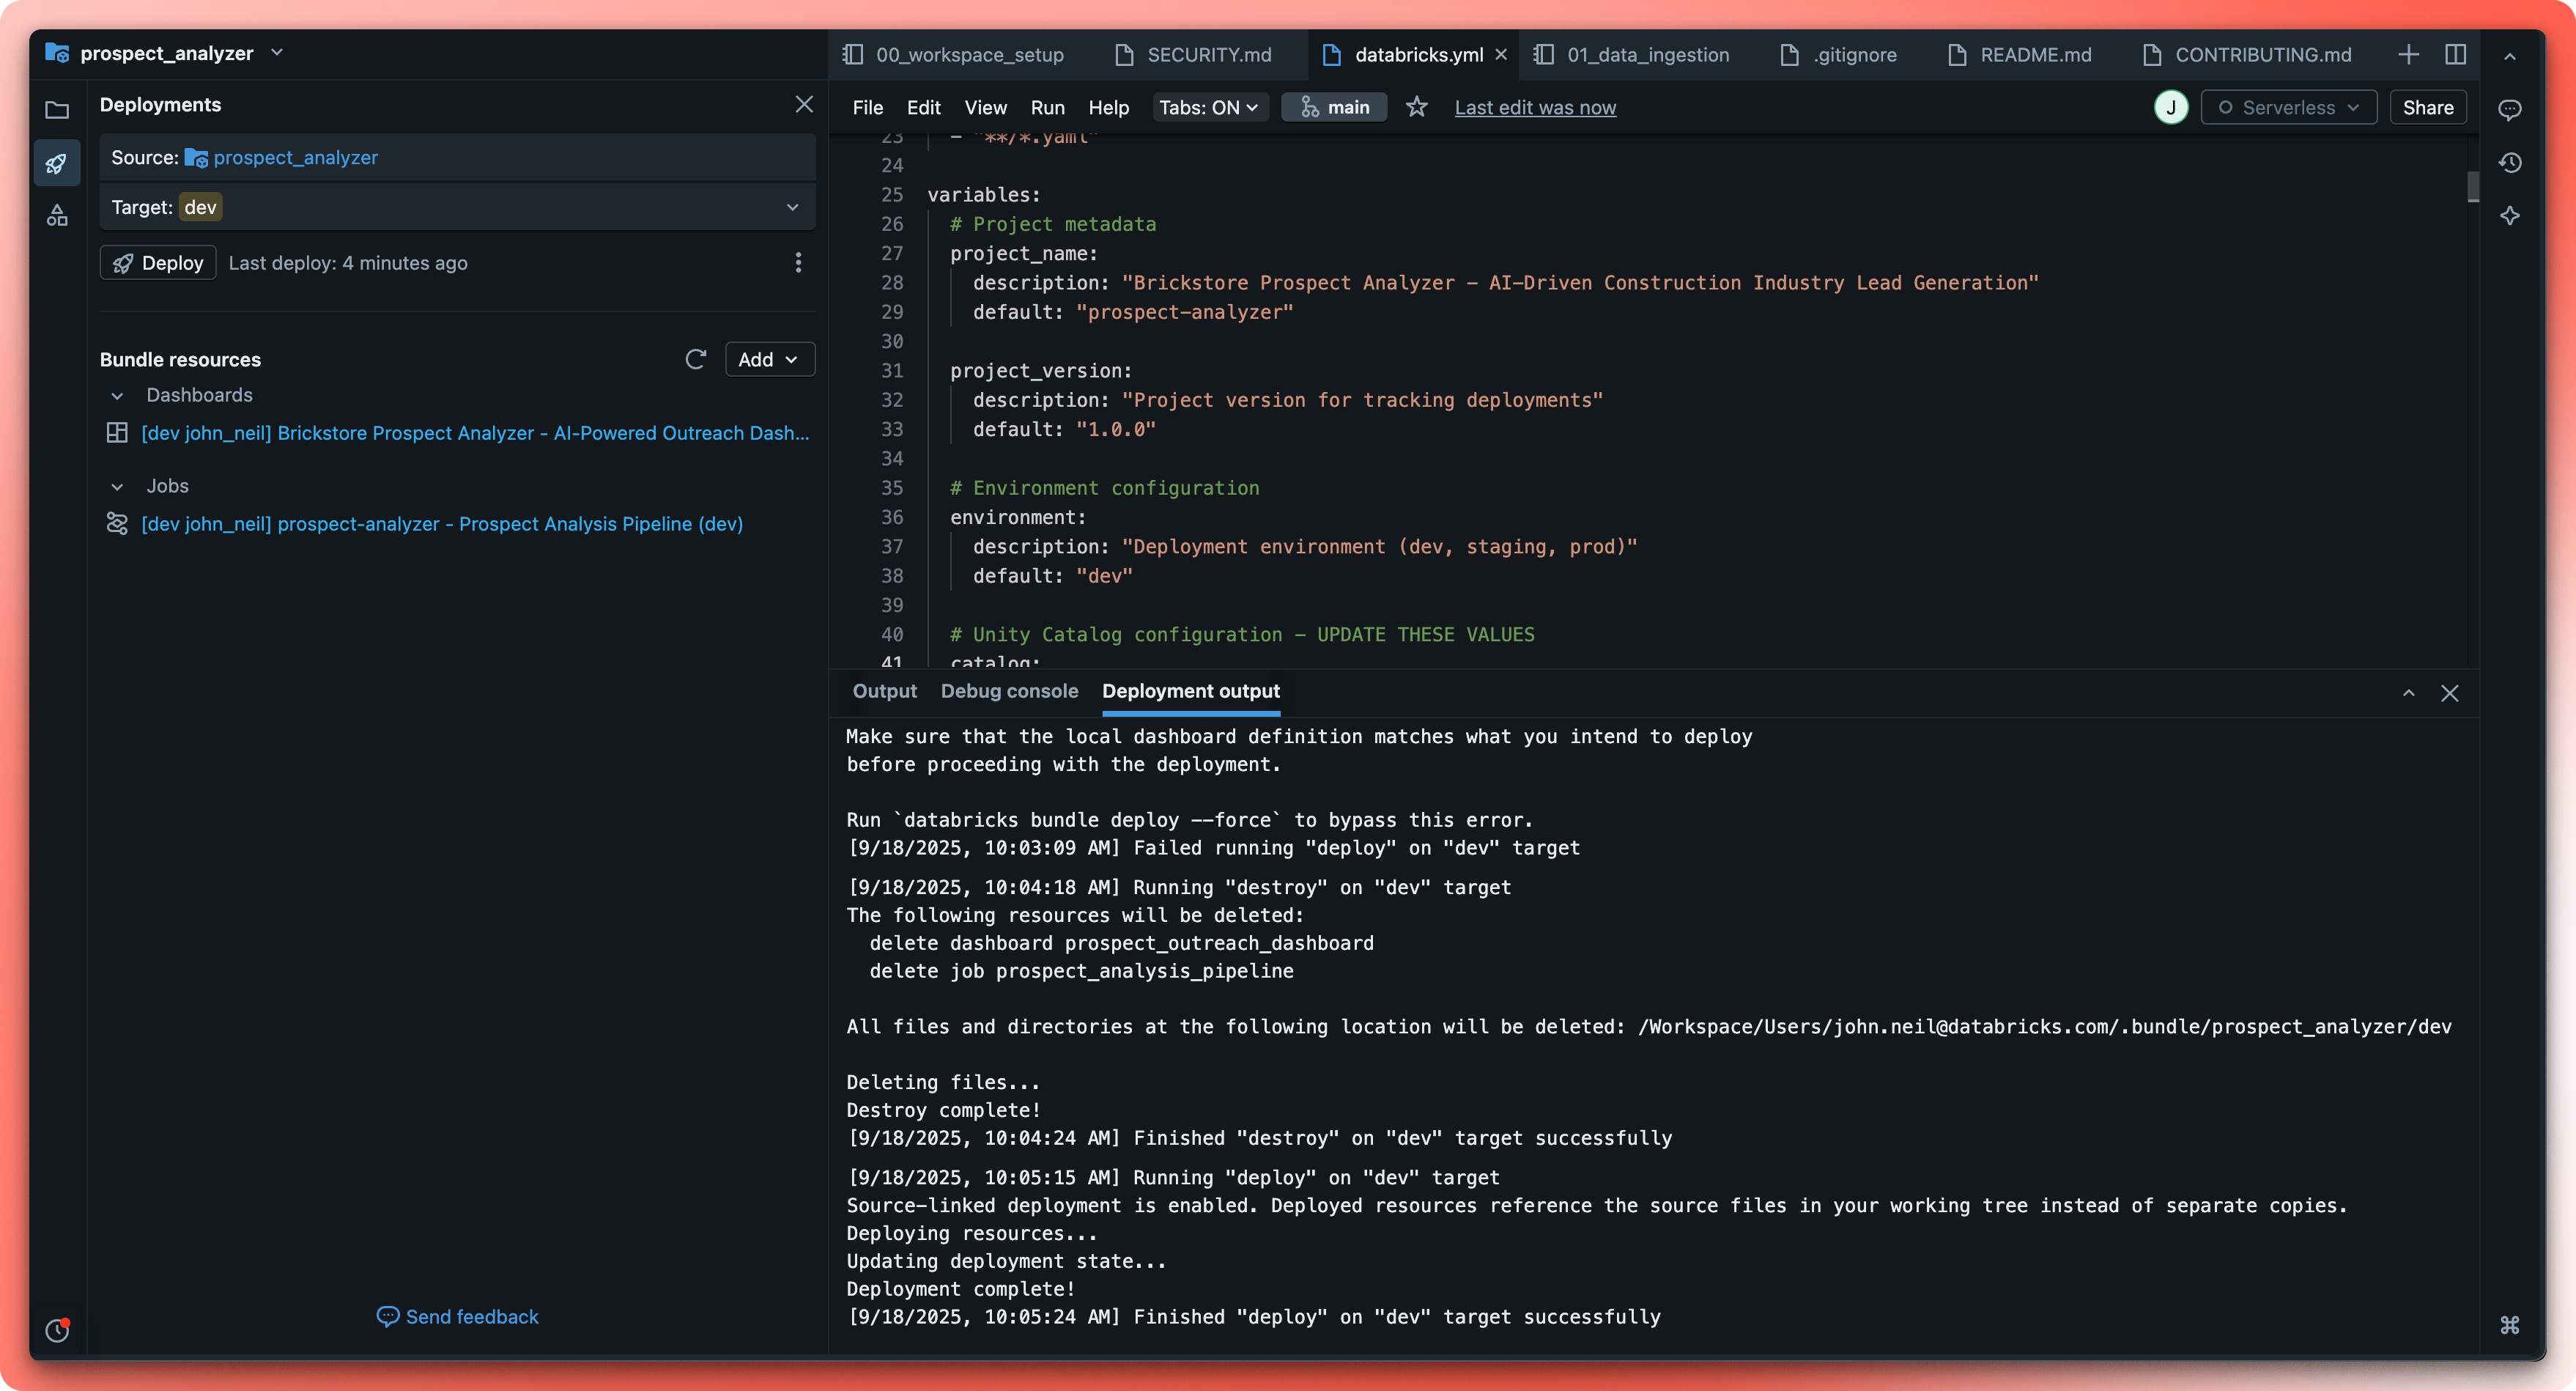 prospect_analyzer
00_workspace_setup
SECURITY.md
databricks.yml
01_data_ingestion
.gitignore
README.md
CONTRIBUTING.md
Deployments
Source: prospect_analyzer
Target: dev
Deploy
Last deploy: 4 minutes ago
Bundle resources
Add
Dashboards
[dev john_neil] Brickstore Prospect Analyzer - AI-Powered Outreach Dash...
Jobs
[dev john_neil] prospect-analyzer - Prospect Analysis Pipeline (dev)
Send feedback
File Edit View Run Help Tabs: ON main Last edit was now
J
Serverless
Share
23 - "**/*.yaml"
24
25 variables:
26 # Project metadata
27 project_name:
28 description: "Brickstore Prospect Analyzer - AI-Driven Construction Industry Lead Generation"
29 default: "prospect-analyzer"
30
31 project_version:
32 description: "Project version for tracking deployments"
33 default: "1.0.0"
34
35 # Environment configuration
36 environment:
37 description: "Deployment environment (dev, staging, prod)"
38 default: "dev"
39
40 # Unity Catalog configuration - UPDATE THESE VALUES
41 catalog:
Output Debug console Deployment output
Make sure that the local dashboard definition matches what you intend to deploy
before proceeding with the deployment.
Run `databricks bundle deploy --force` to bypass this error.
[9/18/2025, 10:03:09 AM] Failed running "deploy" on "dev" target
[9/18/2025, 10:04:18 AM] Running "destroy" on "dev" target
The following resources will be deleted:
delete dashboard prospect_outreach_dashboard
delete job prospect_analysis_pipeline
All files and directories at the following location will be deleted: /Workspace/Users/john.neil@databricks.com/.bundle/prospect_analyzer/dev
Deleting files...
Destroy complete!
[9/18/2025, 10:04:24 AM] Finished "destroy" on "dev" target successfully
[9/18/2025, 10:05:15 AM] Running "deploy" on "dev" target
Source-linked deployment is enabled. Deployed resources reference the source files in your working tree instead of separate copies.
Deploying resources...
Updating deployment state...
Deployment complete!
[9/18/2025, 10:05:24 AM] Finished "deploy" on "dev" target successfully